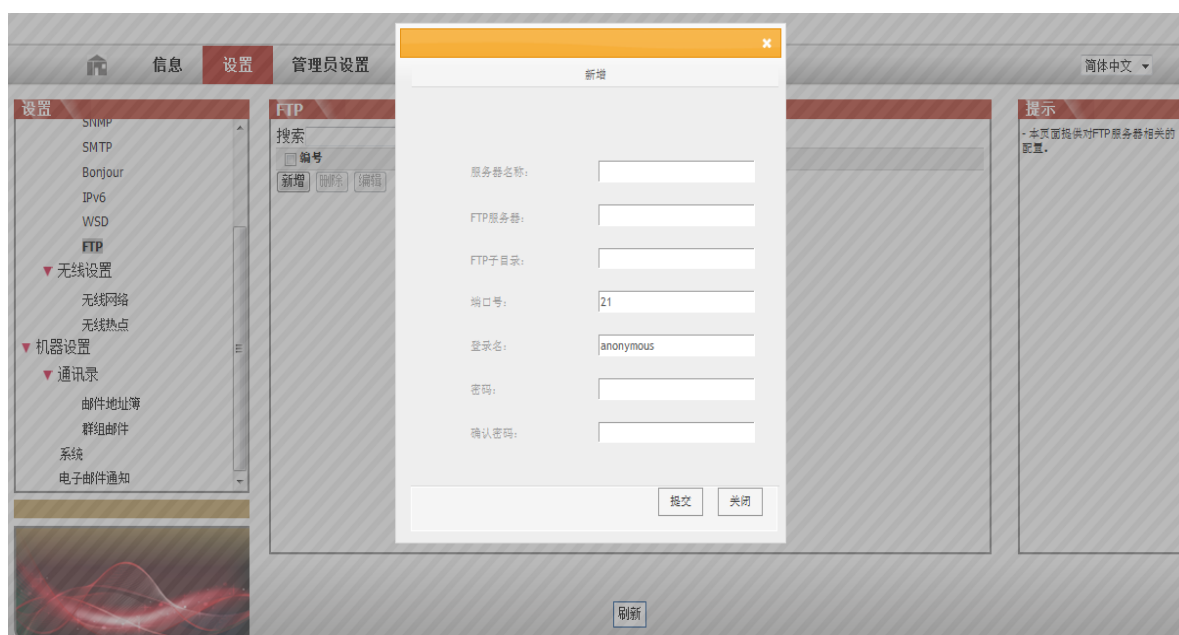 信息
设置
管理员设置
简体中文
设置
SNMP
SMTP
Bonjour
IPv6
WSD
FTP
无线设置
无线网络
无线热点
机器设置
通讯录
邮件地址簿
群组邮件
系统
电子邮件通知
FTP
搜索
编号
新增 删除 编辑
新增
服务器名称:
FTP服务器:
FTP子目录:
端口号: 21
登录名: anonymous
密码:
确认密码:
提交 关闭
提示
- 本页面提供对FTP服务器相关的
配置。
刷新